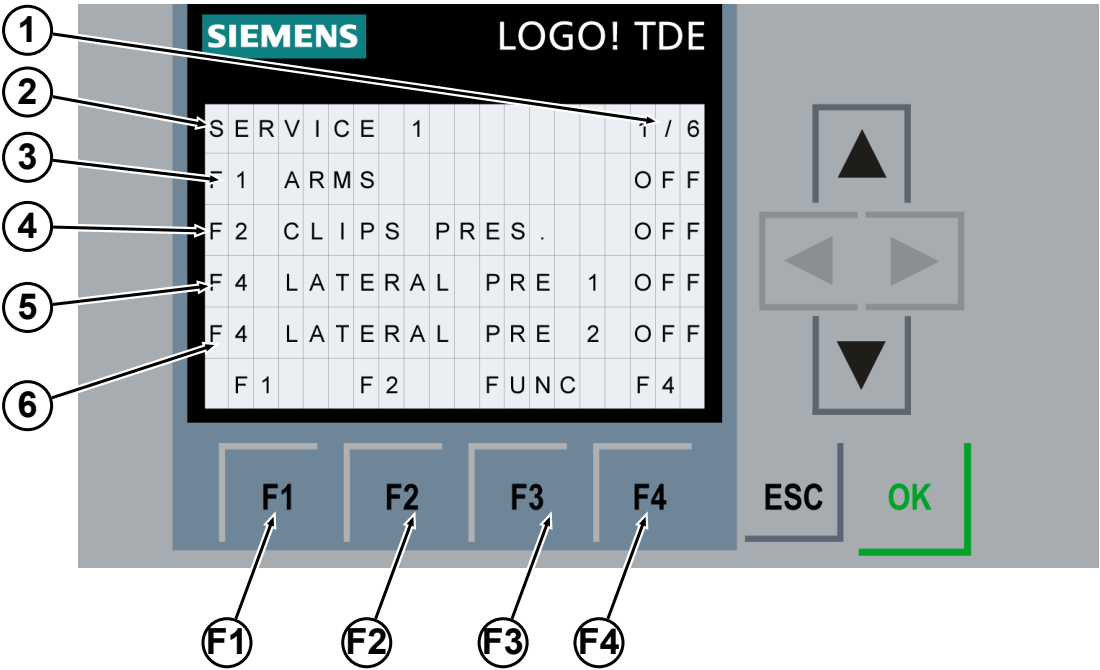 1
SIEMENS LOGO! TDE
2
SERVICE 1 1/6
3
F1 ARMS OFF
4
F2 CLIPS PRES. OFF
5
F4 LATERAL PRE 1 OFF
F4 LATERAL PRE 2 OFF
6
F1 F2 FUNC F4
F1 F2 F3 F4 ESC OK
F1 F2 F3 F4